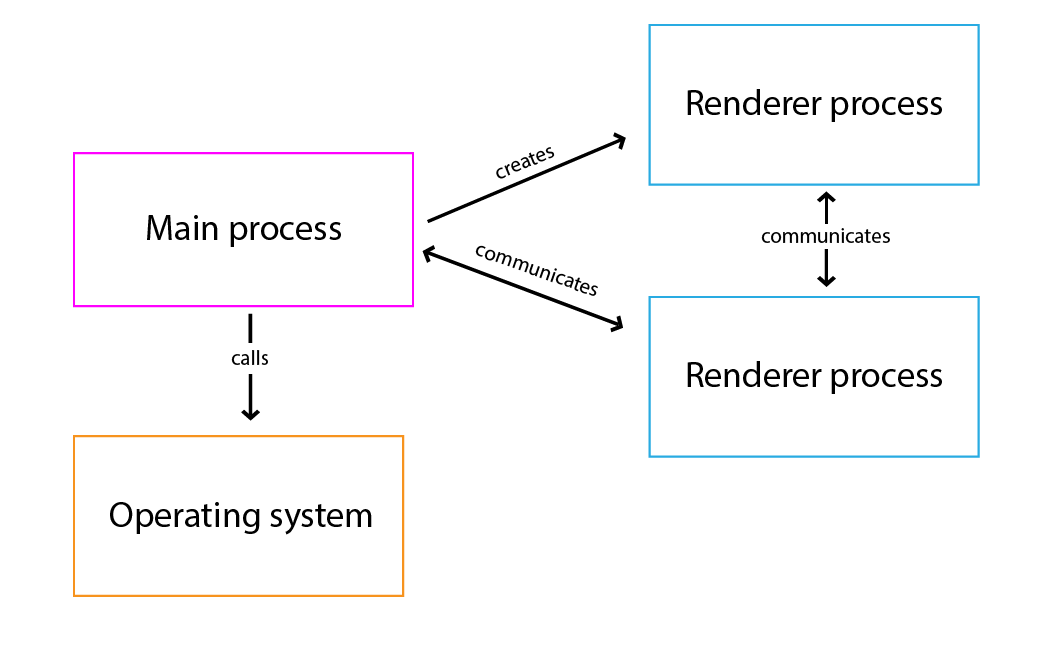 Renderer process
creates
Main process
communicates
communicates
calls
Renderer process
Operating system